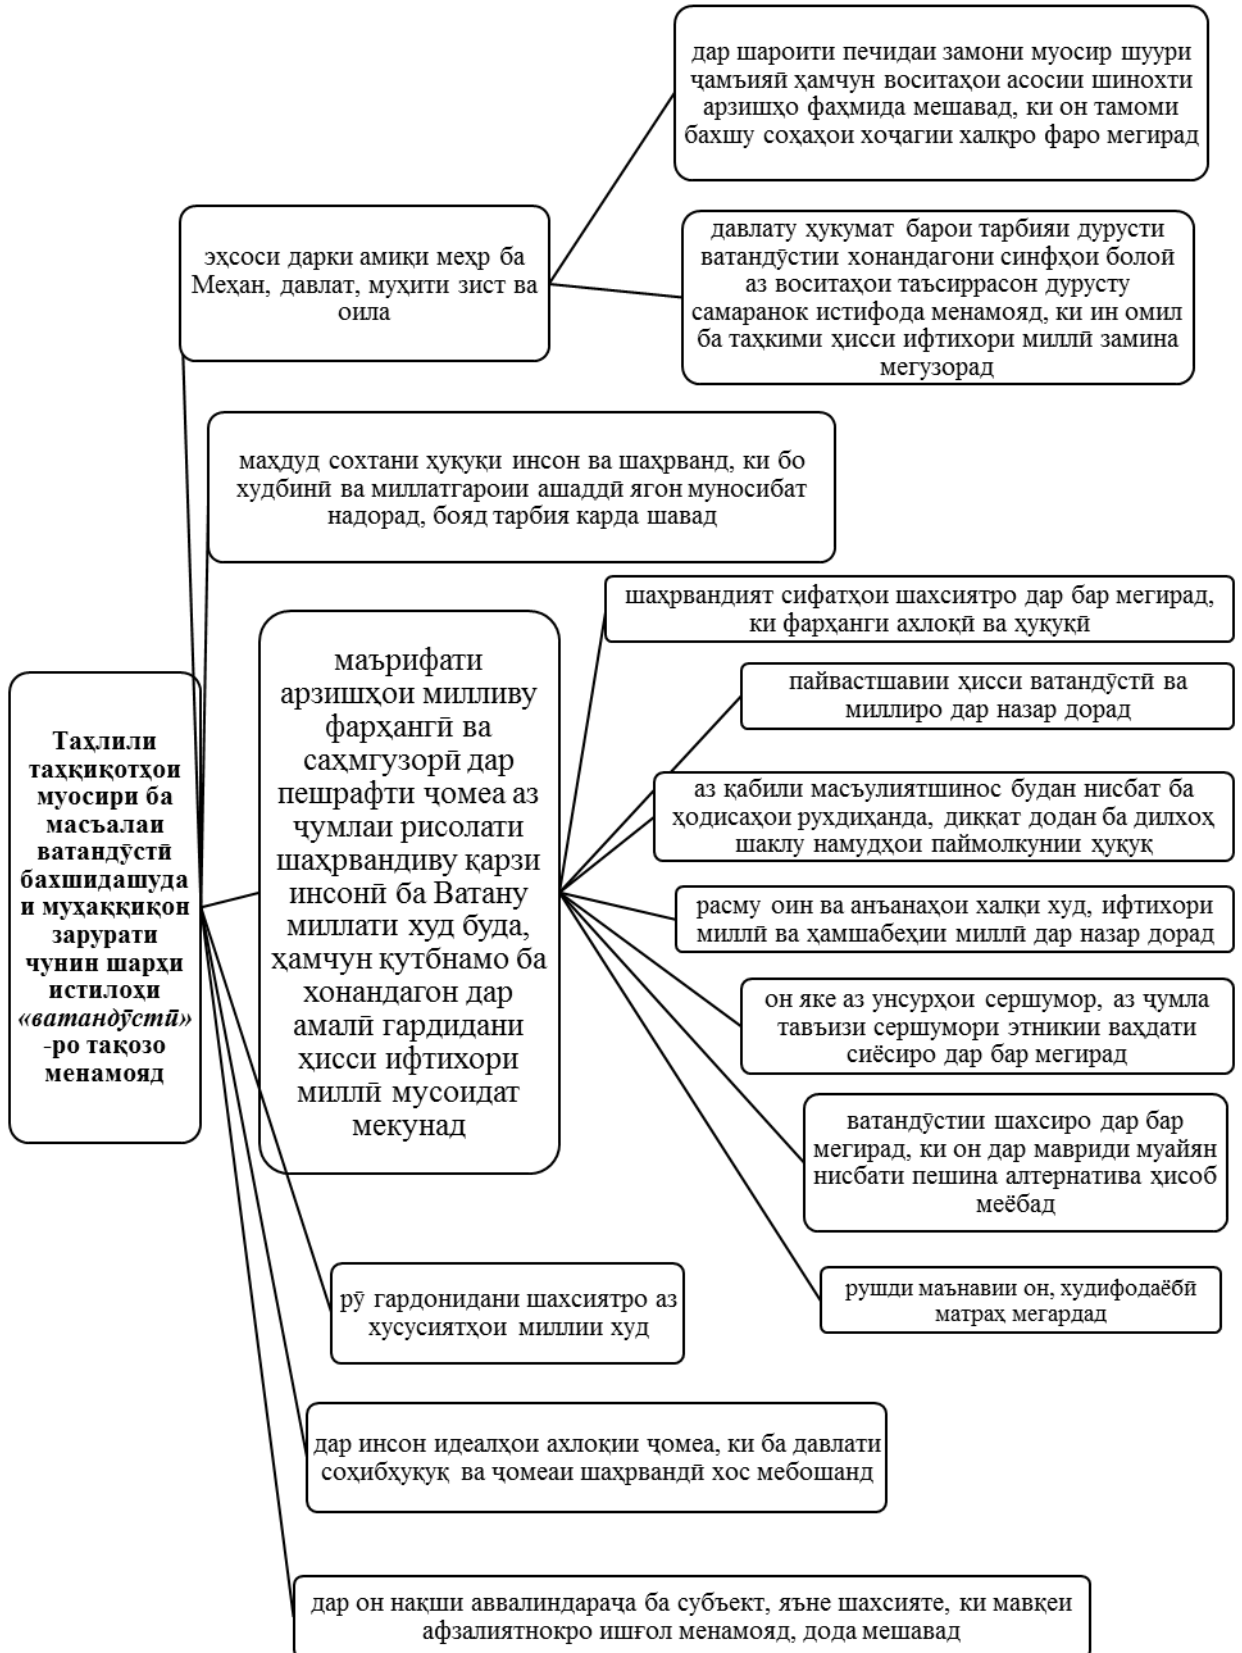 дар шароити печидаи замони муосир шуури
ҷамъиятӣ ҳамчун воситаҳои асосии шинохти
арзишҳо фаҳмида мешавад, ки он тамоми
бахшу соҳаҳои хоҷагии халқро фаро мегирад
эҳсоси дарки амиқи меҳр ба
Меҳан, давлат, муҳити зист ва
оила
давлату ҳукумат барои тарбияи дурусти
ватандӯстии хонандагони синфҳои болоӣ
аз воситаҳои таъсиррасон дурусту
самаранок истифода менамояд, ки ин омил
ба таҳкими ҳисси ифтихори миллӣ замина
мегузорад
маҳдуд сохтани ҳуқуқи инсон ва шаҳрванд, ки бо
худбинӣ ва миллатгароии ашаддӣ ягон муносибат
надорад, бояд тарбия карда шавад
Таҳлили
таҳқиқотҳои
муосири ба
масъалаи
ватандӯстӣ
бахшидашуда
и муҳаққиқон
зарурати
чунин шарҳи
истилоҳи
«ватандӯстӣ»
-ро тақозо
менамояд
маърифати
арзишҳои милливу
фарҳангӣ ва
саҳмгузорӣ дар
пешрафти ҷомеа аз
ҷумлаи рисолати
шаҳрвандиву қарзи
инсонӣ ба Ватану
миллати худ буда,
ҳамчун қутбнамо ба
хонандагон дар
амалӣ гардидани
ҳисси ифтихори
миллӣ мусоидат
мекунад
шаҳрвандият сифатҳои шахсиятро дар бар мегирад,
ки фарҳанги ахлоқӣ ва ҳуқуқӣ
пайвастшавии ҳисси ватандӯстӣ ва
миллиро дар назар дорад
аз қабили масъулиятшинос будан нисбат ба
ҳодисаҳои рухдиҳанда, диққат додан ба дилхоҳ
шаклу намудҳои паймолкунии ҳуқуқ
расму оин ва анъанаҳои халқи худ, ифтихори
миллӣ ва ҳамшабеҳии миллӣ дар назар дорад
он яке аз унсурҳои сершумор, аз ҷумла
тавъизи сершумори этникии ваҳдати
сиёсиро дар бар мегирад
ватандӯстии шахсиро дар бар
мегирад, ки он дар мавриди муайян
нисбати пешина алтернатива ҳисоб
меёбад
рушди маънавии он, худифодаёбӣ
матраҳ мегардад
рӯ гардонидани шахсиятро аз
хусусиятҳои миллии худ
дар инсон идеалҳои ахлоқии ҷомеа, ки ба давлати
соҳибҳуқуқ ва ҷомеаи шаҳрвандӣ хос мебошанд
дар он нақши аввалиндараҷа ба субъект, яъне шахсияте, ки мавқеи
афзалиятнокро ишғол менамояд, дода мешавад